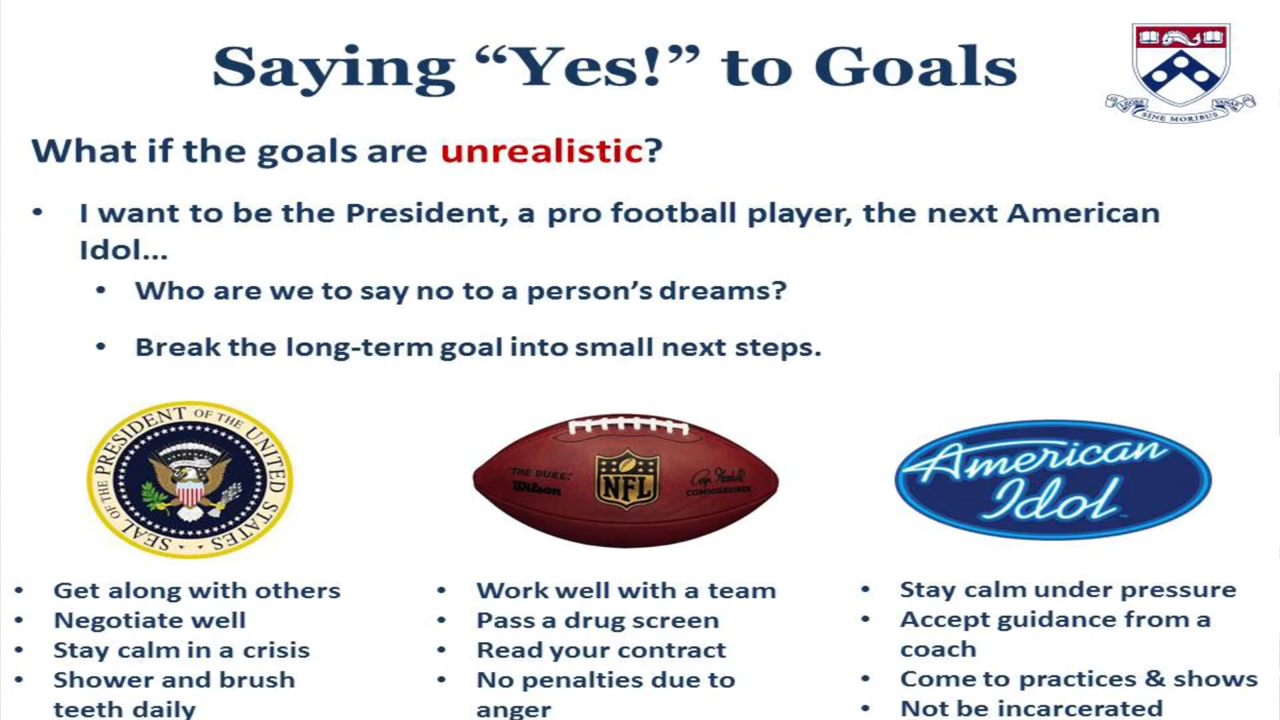 Saying “Yes!” to Goals
LEGES
SINE MORIBUS
VANAE
What if the goals are unrealistic?
• I want to be the President, a pro football player, the next American
Idol...
• Who are we to say no to a person’s dreams?
• Break the long-term goal into small next steps.
SEAL OF THE PRESIDENT OF THE UNITED STATES
"THE DUKE"
Wilson
NFL
COMMISSIONER
American
Idol
• Get along with others
• Negotiate well
• Stay calm in a crisis
• Shower and brush
teeth daily
• Work well with a team
• Pass a drug screen
• Read your contract
• No penalties due to
anger
• Stay calm under pressure
• Accept guidance from a
coach
• Come to practices & shows
• Not be incarcerated